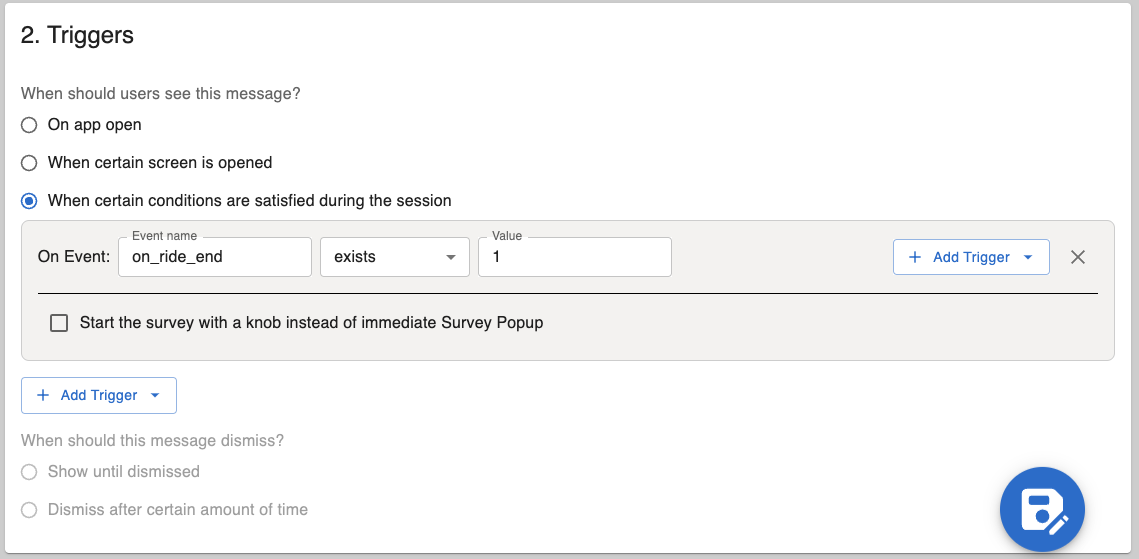 2. Triggers
When should users see this message?
On app open
When certain screen is opened
When certain conditions are satisfied during the session
On Event: Event name on_ride_end exists Value 1 + Add Trigger
Start the survey with a knob instead of immediate Survey Popup
+ Add Trigger
When should this message dismiss?
Show until dismissed
Dismiss after certain amount of time